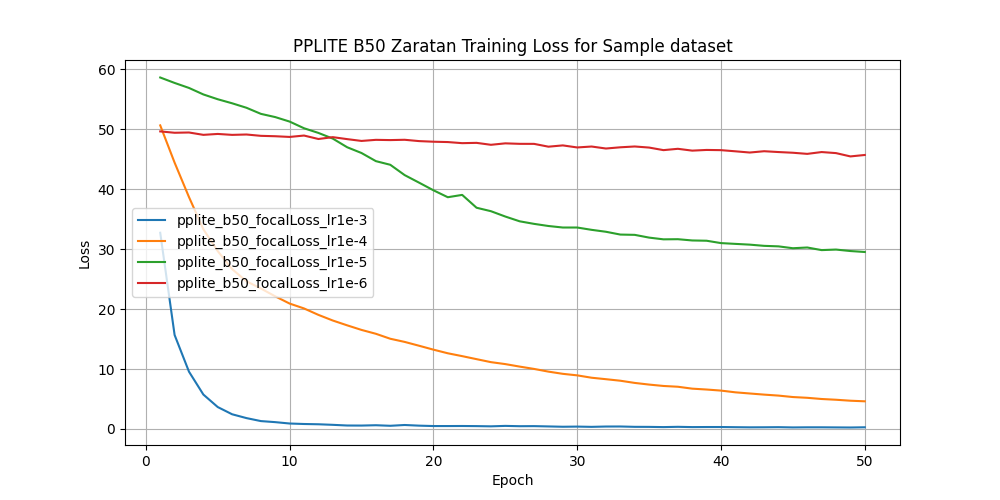 PPLITE B50 Zaratan Training Loss for Sample dataset
60
50
40
30
20
10
0
Loss
pplite_b50_focalLoss_lr1e-3
pplite_b50_focalLoss_lr1e-4
pplite_b50_focalLoss_lr1e-5
pplite_b50_focalLoss_lr1e-6
0 10 20 30 40 50
Epoch